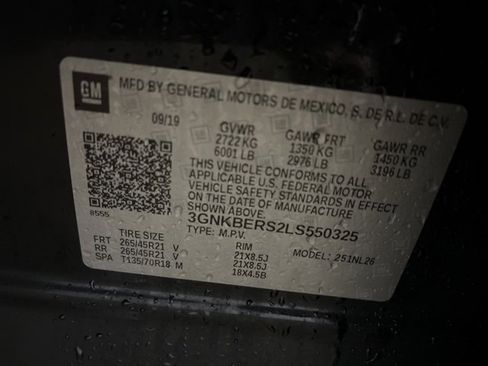 GM
MFD BY GENERAL MOTORS DE MEXICO, S. DE R.L. DE C.V.
09/19 GVWR GAWR FRT GAWR RR
2722 KG 1350 KG 1450 KG
6001 LB 2976 LB 3196 LB
THIS VEHICLE CONFORMS TO ALL
APPLICABLE U.S. FEDERAL MOTOR
VEHICLE SAFETY STANDARDS IN EFFECT
ON THE DATE OF MANUFACTURE
SHOWN ABOVE.
8555
3GNKBERS2LS550325
TYPE: M.P.V. MODEL: 251NL26
TIRE SIZE RIM
FRT 265/45R21 V 21X8.5J
RR 265/45R21 V 21X8.5J
SPA T135/70R18 M 18X4.5B